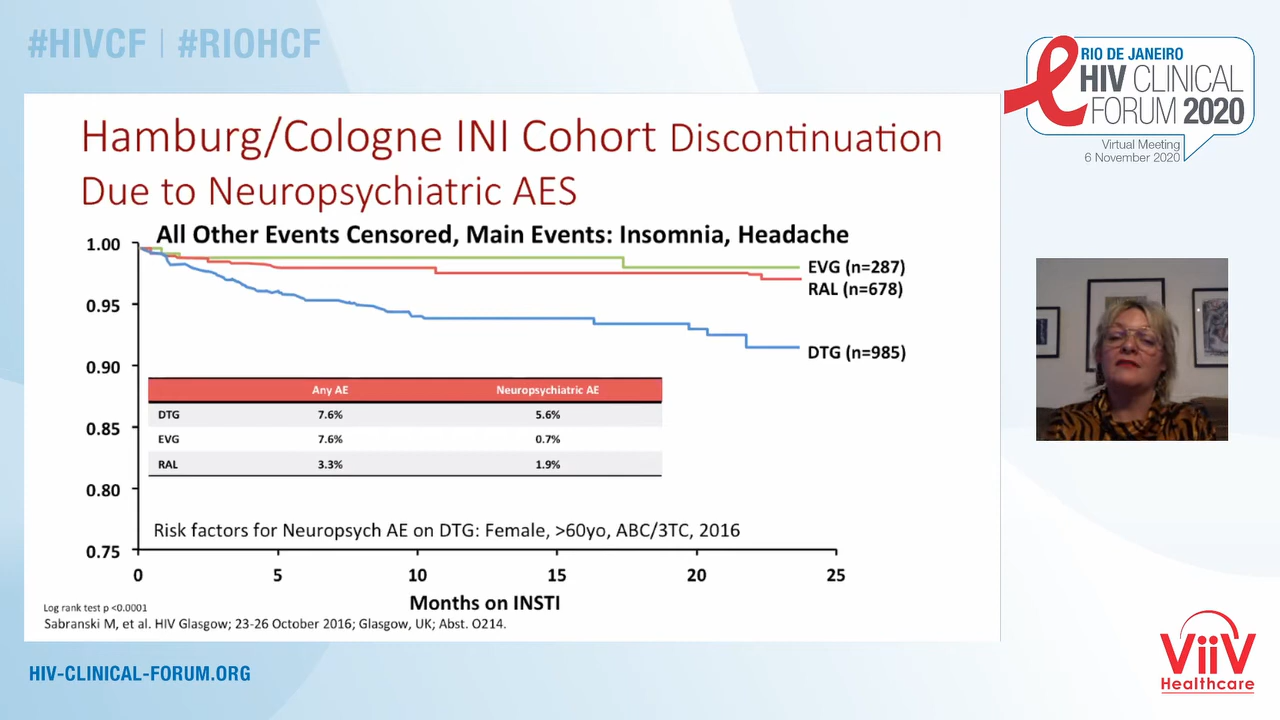 #HIVCF | #RIOHCF
RIO DE JANEIRO
HIV CLINICAL
FORUM 2020
Virtual Meeting
6 November 2020
Hamburg/Cologne INI Cohort Discontinuation
Due to Neuropsychiatric AES
All Other Events Censored, Main Events: Insomnia, Headache
1.00
0.95
0.90
0.85
0.80
0.75
EVG (n=287)
RAL (n=678)
DTG (n=985)
Any AE Neuropsychiatric AE
DTG 7.6% 5.6%
EVG 7.6% 0.7%
RAL 3.3% 1.9%
Risk factors for Neuropsych AE on DTG: Female, >60yo, ABC/3TC, 2016
0 5 10 15 20 25
Months on INSTI
Log rank test p <0.0001
Sabranski M, et al. HIV Glasgow; 23-26 October 2016; Glasgow, UK; Abst. O214.
HIV-CLINICAL-FORUM.ORG
ViiV
Healthcare